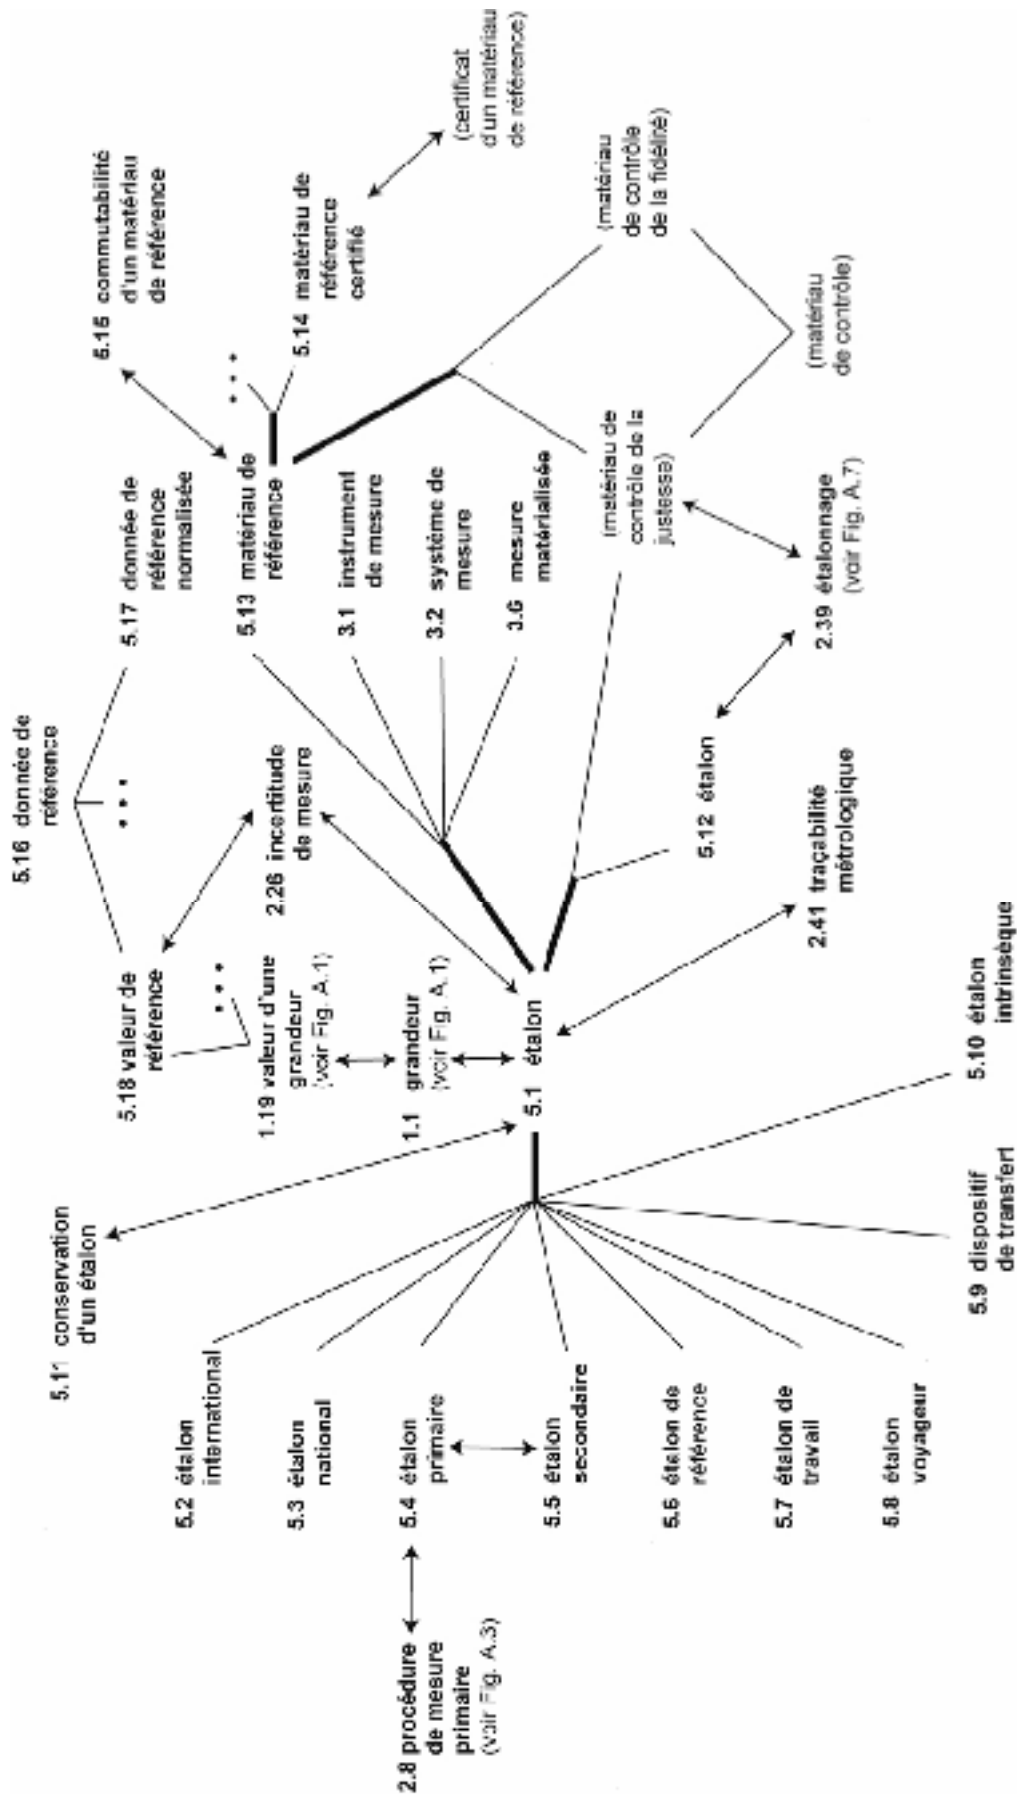 5.16 donnée de
référence
5.18 valeur de
référence
5.17 donnée de
référence
normalisée
5.15 commutabilité
d'un matériau
de référence
5.11 conservation
d'un étalon
1.19 valeur d'une
grandeur
(voir Fig. A.1)
2.26 incertitude
de mesure
5.13 matériau de
référence
5.14 matériau de
référence
certifié
(certificat
d'un matériau
de référence)
5.2 étalon
international
5.3 étalon
national
1.1 grandeur
(voir Fig. A.1)
3.1 instrument
de mesure
3.2 système de
mesure
3.6 mesure
matérialisée
2.8 procédure
de mesure
primaire
(voir Fig. A.3)
5.4 étalon
primaire
5.1 étalon
5.5 étalon
secondaire
(matériau de
contrôle de la
justesse)
(matériau
de contrôle
de la fidélité)
5.6 étalon de
référence
5.12 étalon
5.7 étalon de
travail
2.41 traçabilité
métrologique
2.39 étalonnage
(voir Fig. A.7)
(matériau
de contrôle)
5.8 étalon
voyageur
5.9 dispositif
de transfert
5.10 étalon
intrinsèque